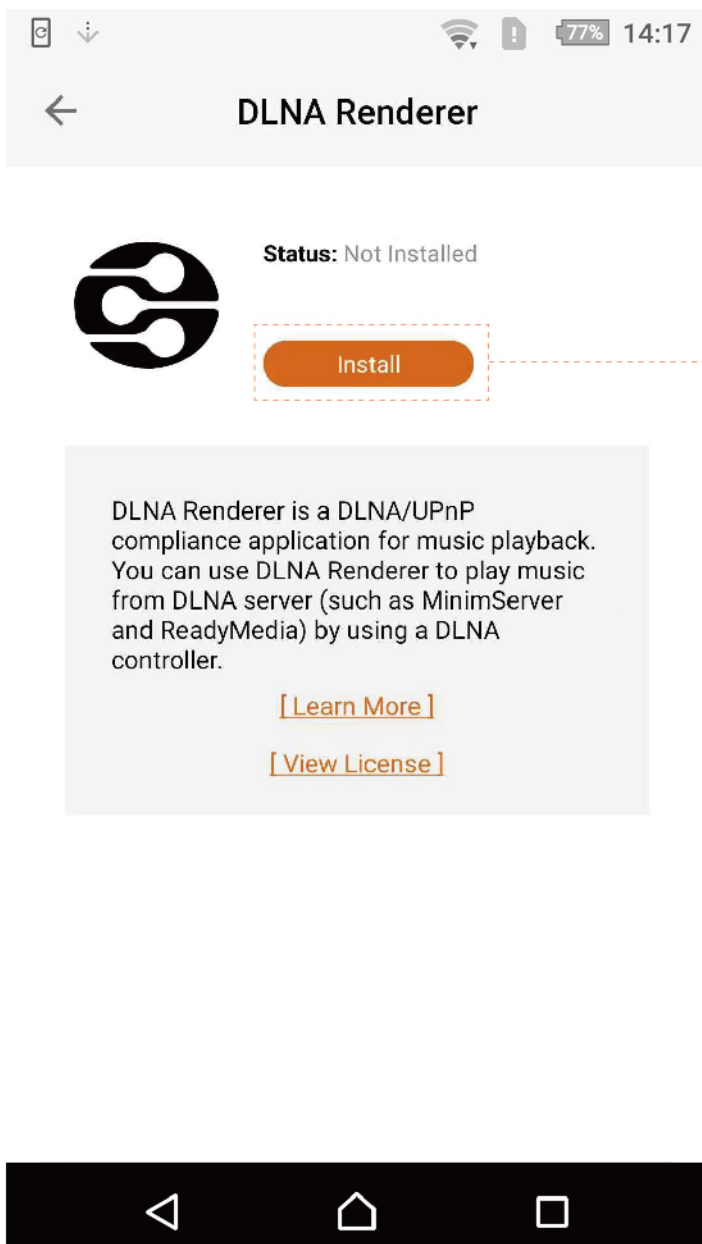 77% 14:17
DLNA Renderer
Status: Not Installed
Install
DLNA Renderer is a DLNA/UPnP
compliance application for music playback.
You can use DLNA Renderer to play music
from DLNA server (such as MinimServer
and ReadyMedia) by using a DLNA
controller.
[ Learn More ]
[ View License ]